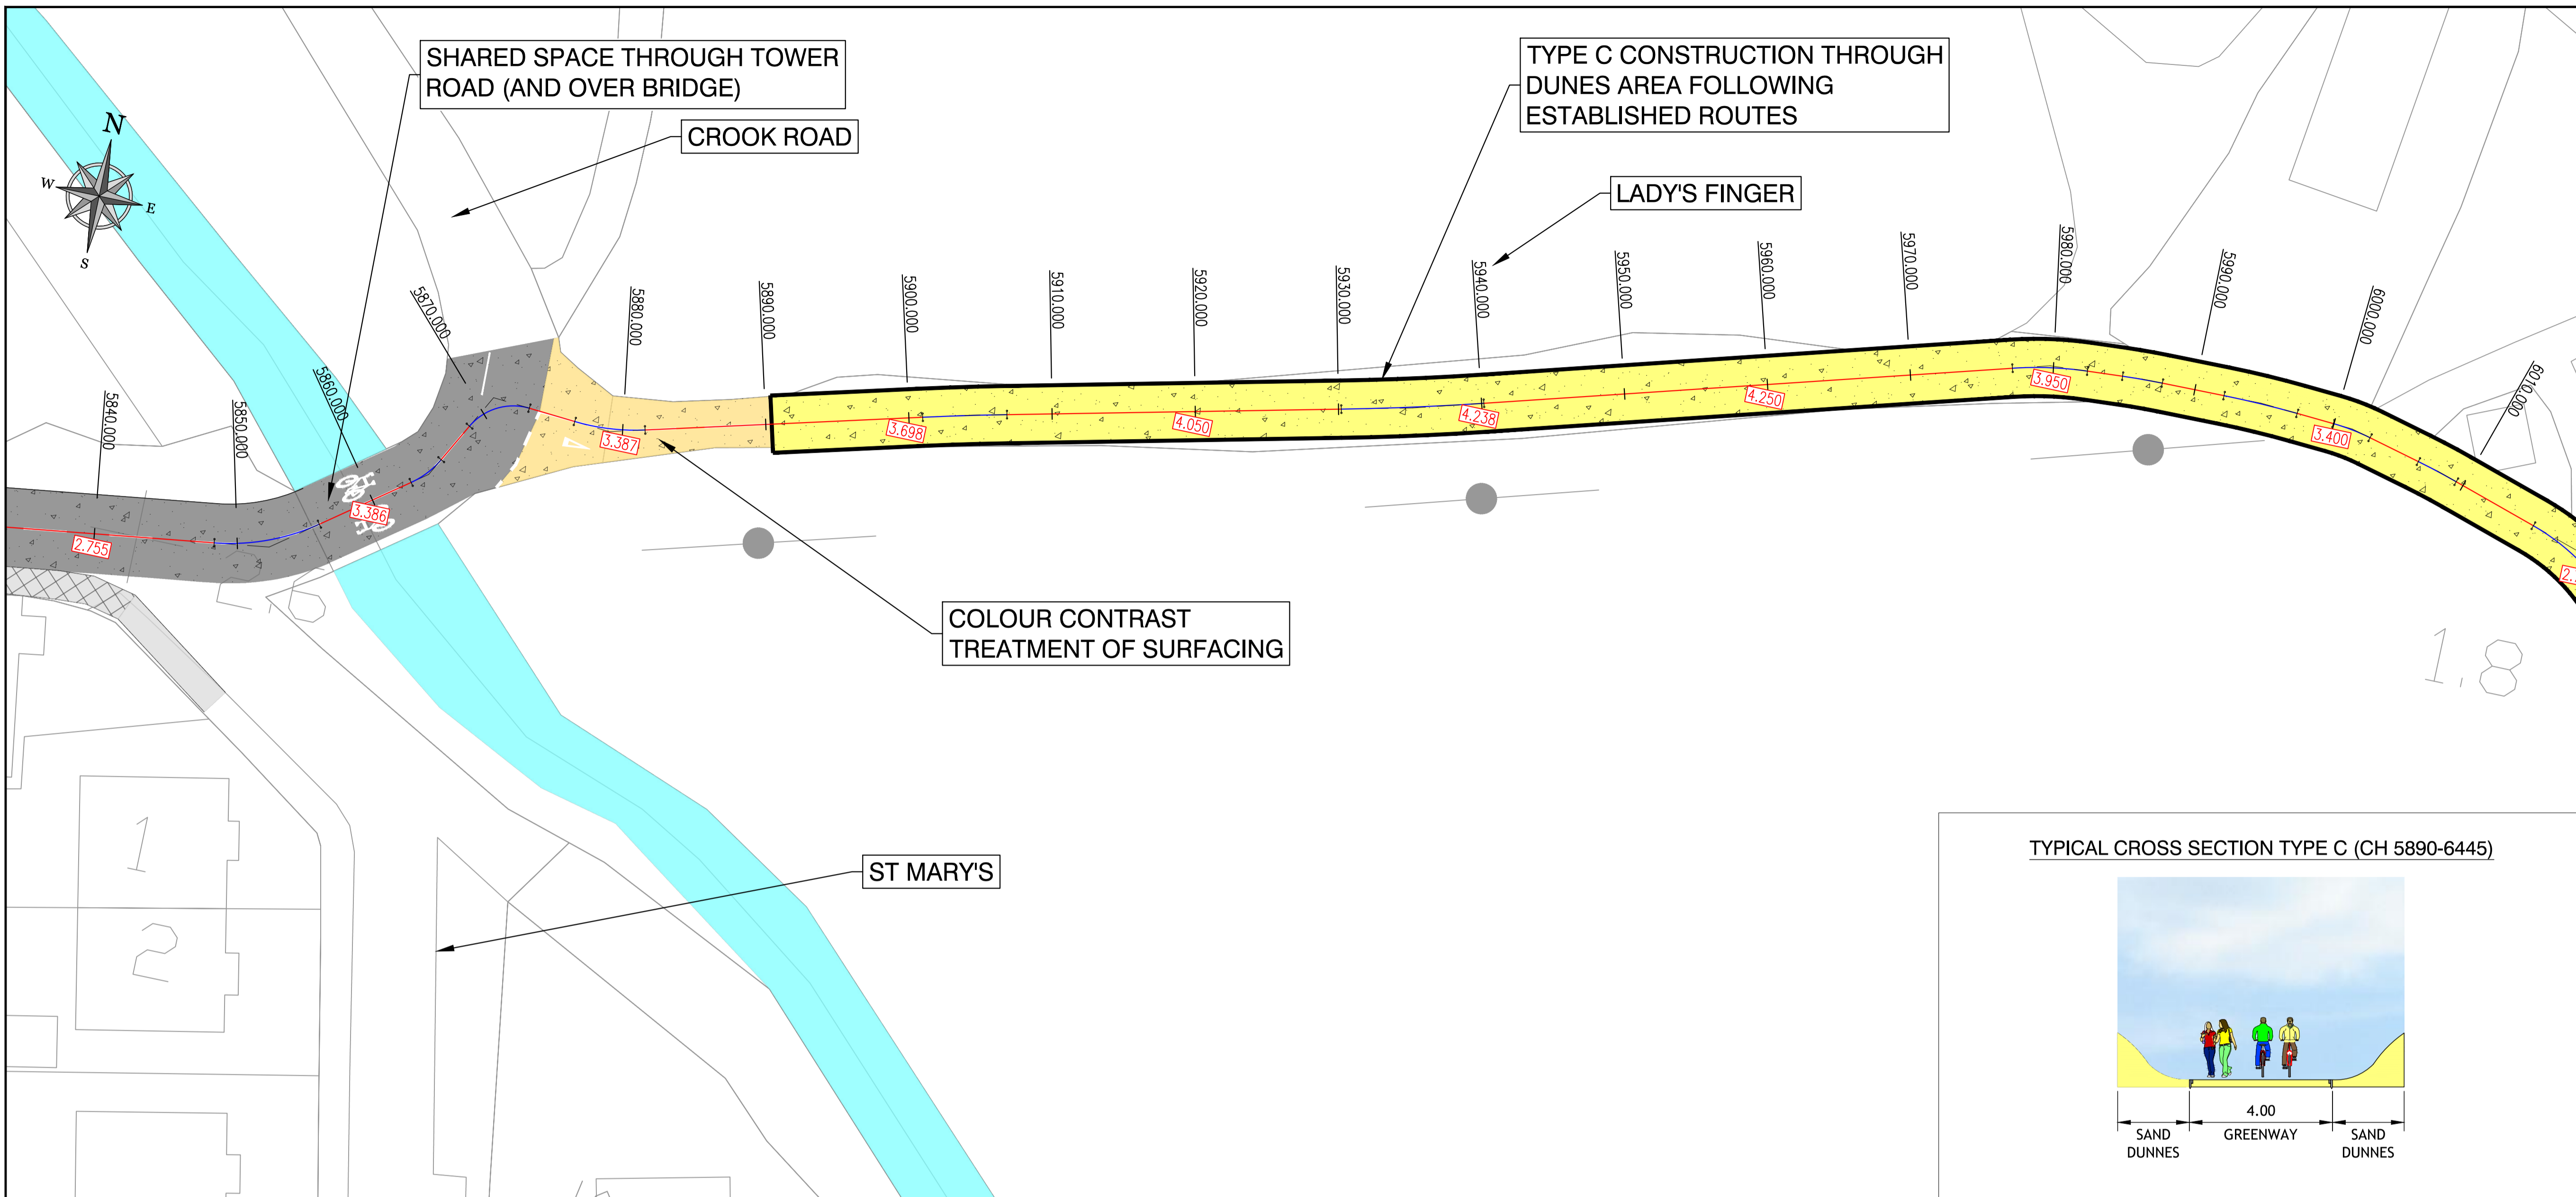 SHARED SPACE THROUGH TOWER
ROAD (AND OVER BRIDGE)
CROOK ROAD
TYPE C CONSTRUCTION THROUGH
DUNES AREA FOLLOWING
ESTABLISHED ROUTES
LADY'S FINGER
N
W
E
S
5840.000
5850.000
5860.000
5870.000
5880.000
5890.000
5900.000
5910.000
5920.000
5930.000
5940.000
5950.000
5960.000
5970.000
5980.000
5990.000
6000.000
6010.000
2.755
3.386
3.387
3.698
4.050
4.238
4.250
3.950
3.400
COLOUR CONTRAST
TREATMENT OF SURFACING
1.8
ST MARY'S
1
2
TYPICAL CROSS SECTION TYPE C (CH 5890-6445)
4.00
SAND
DUNNES
GREENWAY
SAND
DUNNES